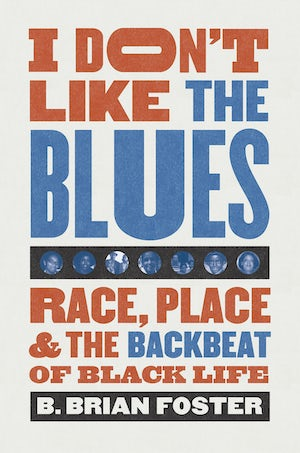 I DON'T
LIKE THE
BLUES
RACE, PLACE
& THE BACKBEAT
OF BLACK LIFE
B. BRIAN FOSTER